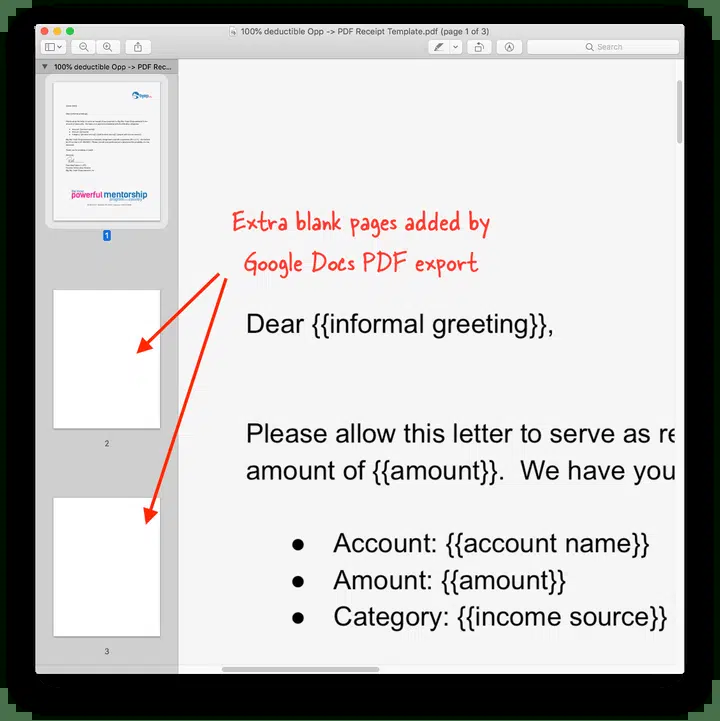 100% deductible Opp -> PDF Receipt Template.pdf (page 1 of 3)
Search
100% deductible Opp -> PDF Rec...
powerful mentorship
1
2
3
Extra blank pages added by
Google Docs PDF export
Dear {{informal greeting}},
Please allow this letter to serve as re
amount of {{amount}}.  We have you
● Account: {{account name}}
● Amount: {{amount}}
● Category: {{income source}}